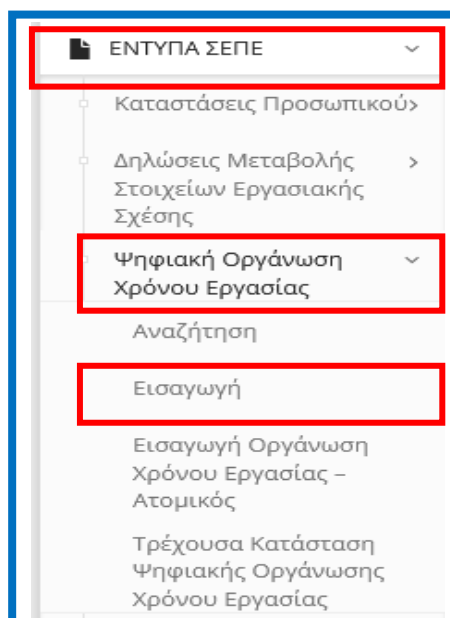 ΕΝΤΥΠΑ ΣΕΠΕ
Καταστάσεις Προσωπικού
Δηλώσεις Μεταβολής
Στοιχείων Εργασιακής
Σχέσης
Ψηφιακή Οργάνωση
Χρόνου Εργασίας
Αναζήτηση
Εισαγωγή
Εισαγωγή Οργάνωση
Χρόνου Εργασίας –
Ατομικός
Τρέχουσα Κατάσταση
Ψηφιακής Οργάνωσης
Χρόνου Εργασίας